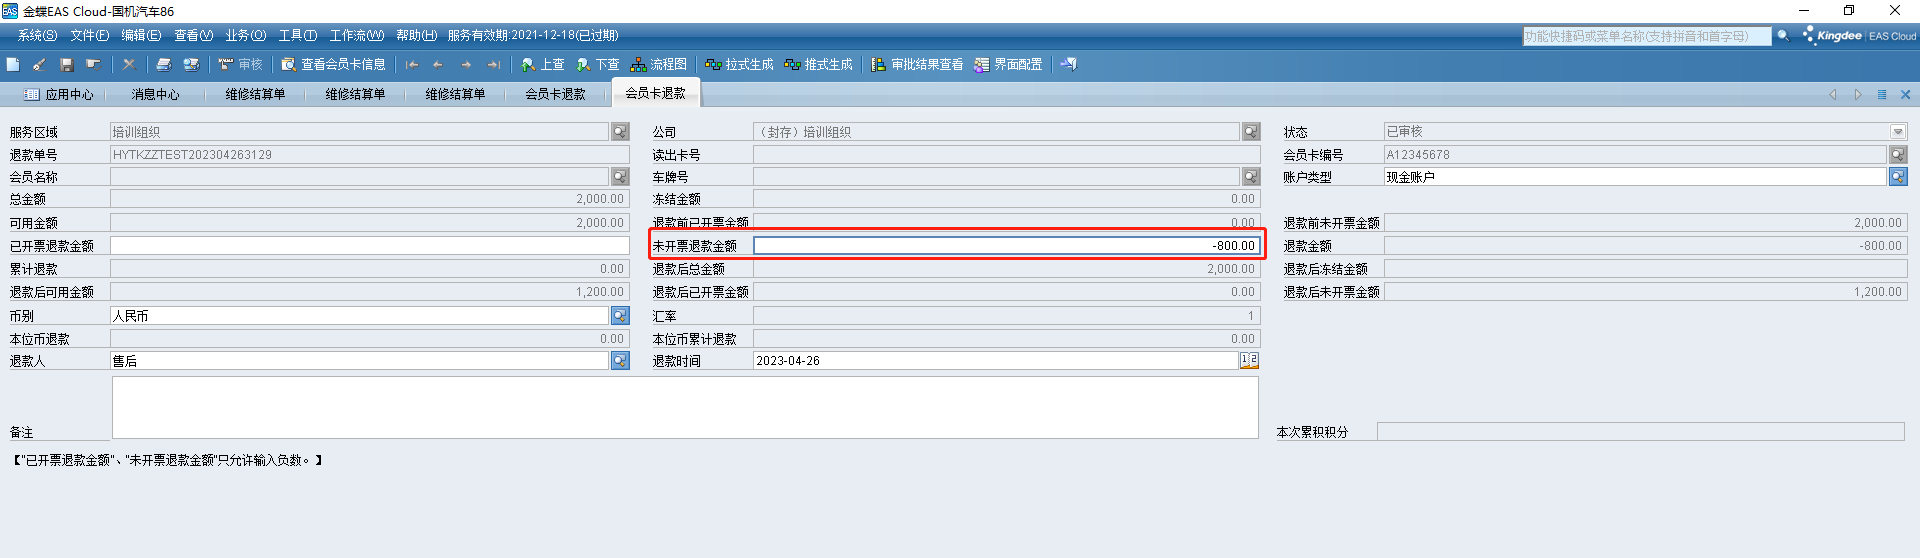 金蝶EAS Cloud-国机汽车86
系统(S) 文件(F) 编辑(E) 查看(V) 业务(O) 工具(T) 工作流(W) 帮助(H) 服务有效期:2021-12-18(已过期) 功能快捷码或菜单名称(支持拼音和首字母) Kingdee EAS Cloud
审核 查看会员卡信息 上查 下查 流程图 拉式生成 推式生成 审批结果查看 界面配置
应用中心 消息中心 维修结算单 维修结算单 维修结算单 会员卡退款 会员卡退款
服务区域 培训组织 公司 （封存）培训组织 状态 已审核
退款单号 HYTKZZTEST202304263129 读出卡号 会员卡编号 A12345678
会员名称 车牌号 账户类型 现金账户
总金额 2,000.00 冻结金额 0.00
可用金额 2,000.00 退款前已开票金额 0.00 退款前未开票金额 2,000.00
已开票退款金额 未开票退款金额 -800.00 退款金额 -800.00
累计退款 0.00 退款后总金额 2,000.00 退款后冻结金额
退款后可用金额 1,200.00 退款后已开票金额 0.00 退款后未开票金额 1,200.00
币别 人民币 汇率 1
本位币退款 0.00 本位币累计退款 0.00
退款人 售后 退款时间 2023-04-26 12
备注 本次累积积分
【"已开票退款金额"、"未开票退款金额"只允许输入负数。】